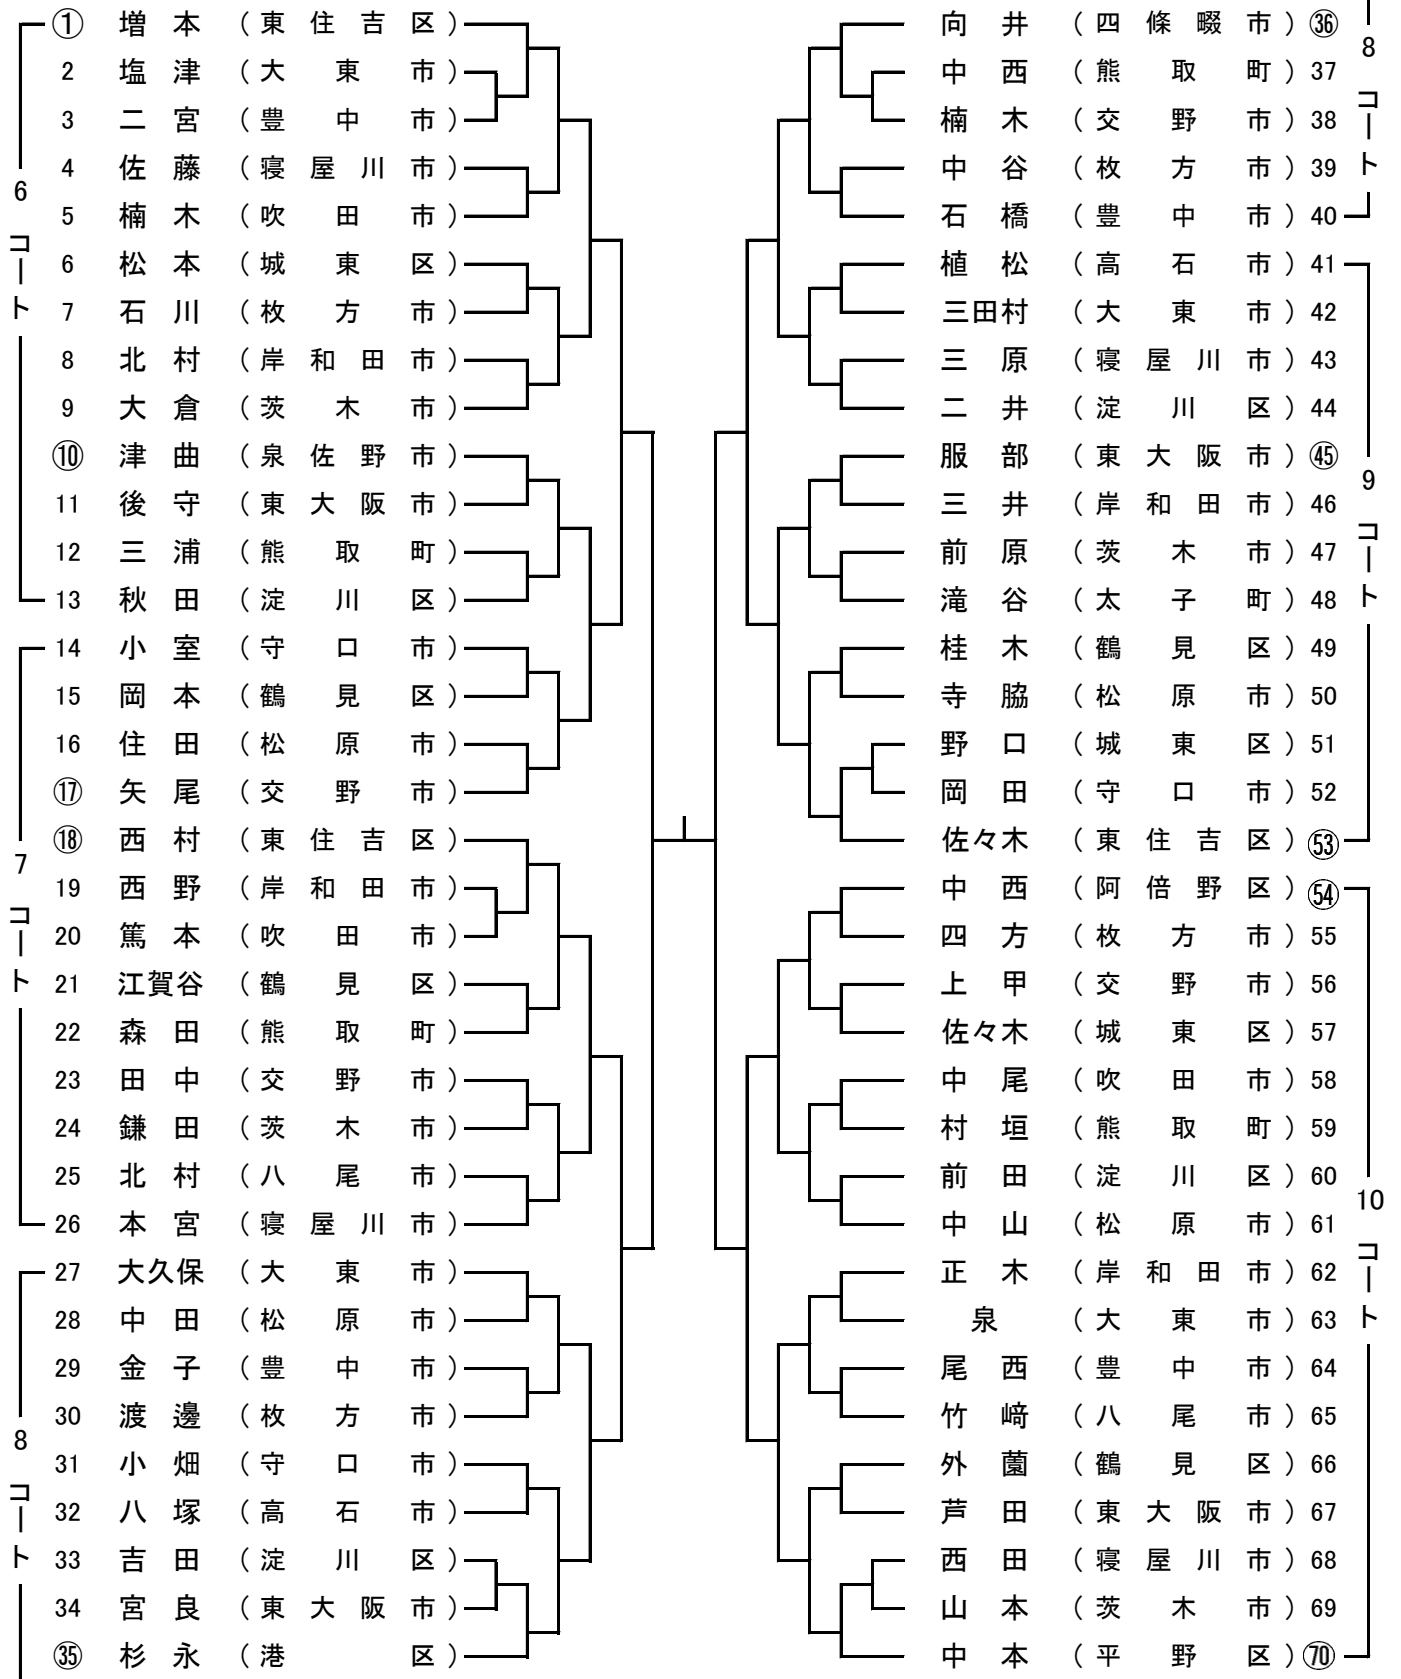 ① 増本 (東住吉区)
2 塩津 (大東市)
3 二宮 (豊中市)
4 佐藤 (寝屋川市)
5 楠木 (吹田市)
6 松本 (城東区)
7 石川 (枚方市)
8 北村 (岸和田市)
9 大倉 (茨木市)
⑩ 津曲 (泉佐野市)
11 後守 (東大阪市)
12 三浦 (熊取町)
13 秋田 (淀川区)
6コート
14 小室 (守口市)
15 岡本 (鶴見区)
16 住田 (松原市)
⑰ 矢尾 (交野市)
⑱ 西村 (東住吉区)
19 西野 (岸和田市)
20 篤本 (吹田市)
21 江賀谷 (鶴見区)
22 森田 (熊取町)
23 田中 (交野市)
24 鎌田 (茨木市)
25 北村 (八尾市)
26 本宮 (寝屋川市)
7コート
27 大久保 (大東市)
28 中田 (松原市)
29 金子 (豊中市)
30 渡邊 (枚方市)
31 小畑 (守口市)
32 八塚 (高石市)
33 吉田 (淀川区)
34 宮良 (東大阪市)
㉟ 杉永 (港区)
8コート
向井 (四條畷市) ㊱
中西 (熊取町) 37
楠木 (交野市) 38
中谷 (枚方市) 39
石橋 (豊中市) 40
8コート
植松 (高石市) 41
三田村 (大東市) 42
三原 (寝屋川市) 43
二井 (淀川区) 44
服部 (東大阪市) ㊺
三井 (岸和田市) 46
前原 (茨木市) 47
滝谷 (太子町) 48
桂木 (鶴見区) 49
寺脇 (松原市) 50
野口 (城東区) 51
岡田 (守口市) 52
佐々木 (東住吉区) 53
9コート
中西 (阿倍野区) 54
四方 (枚方市) 55
上甲 (交野市) 56
佐々木 (城東区) 57
中尾 (吹田市) 58
村垣 (熊取町) 59
前田 (淀川区) 60
中山 (松原市) 61
正木 (岸和田市) 62
泉 (大東市) 63
尾西 (豊中市) 64
竹﨑 (八尾市) 65
外薗 (鶴見区) 66
芦田 (東大阪市) 67
西田 (寝屋川市) 68
山本 (茨木市) 69
中本 (平野区) 70
10コート